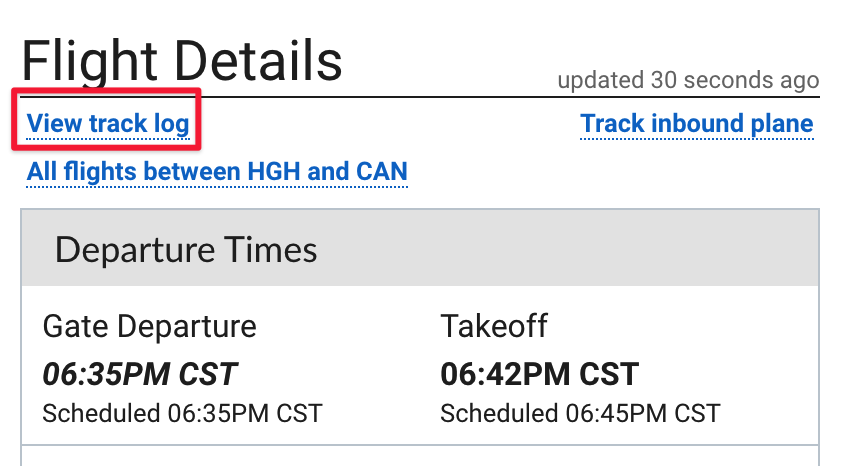 Flight Details
updated 30 seconds ago
View track log
Track inbound plane
All flights between HGH and CAN
Departure Times
Gate Departure
Takeoff
06:35PM CST
06:42PM CST
Scheduled 06:35PM CST
Scheduled 06:45PM CST